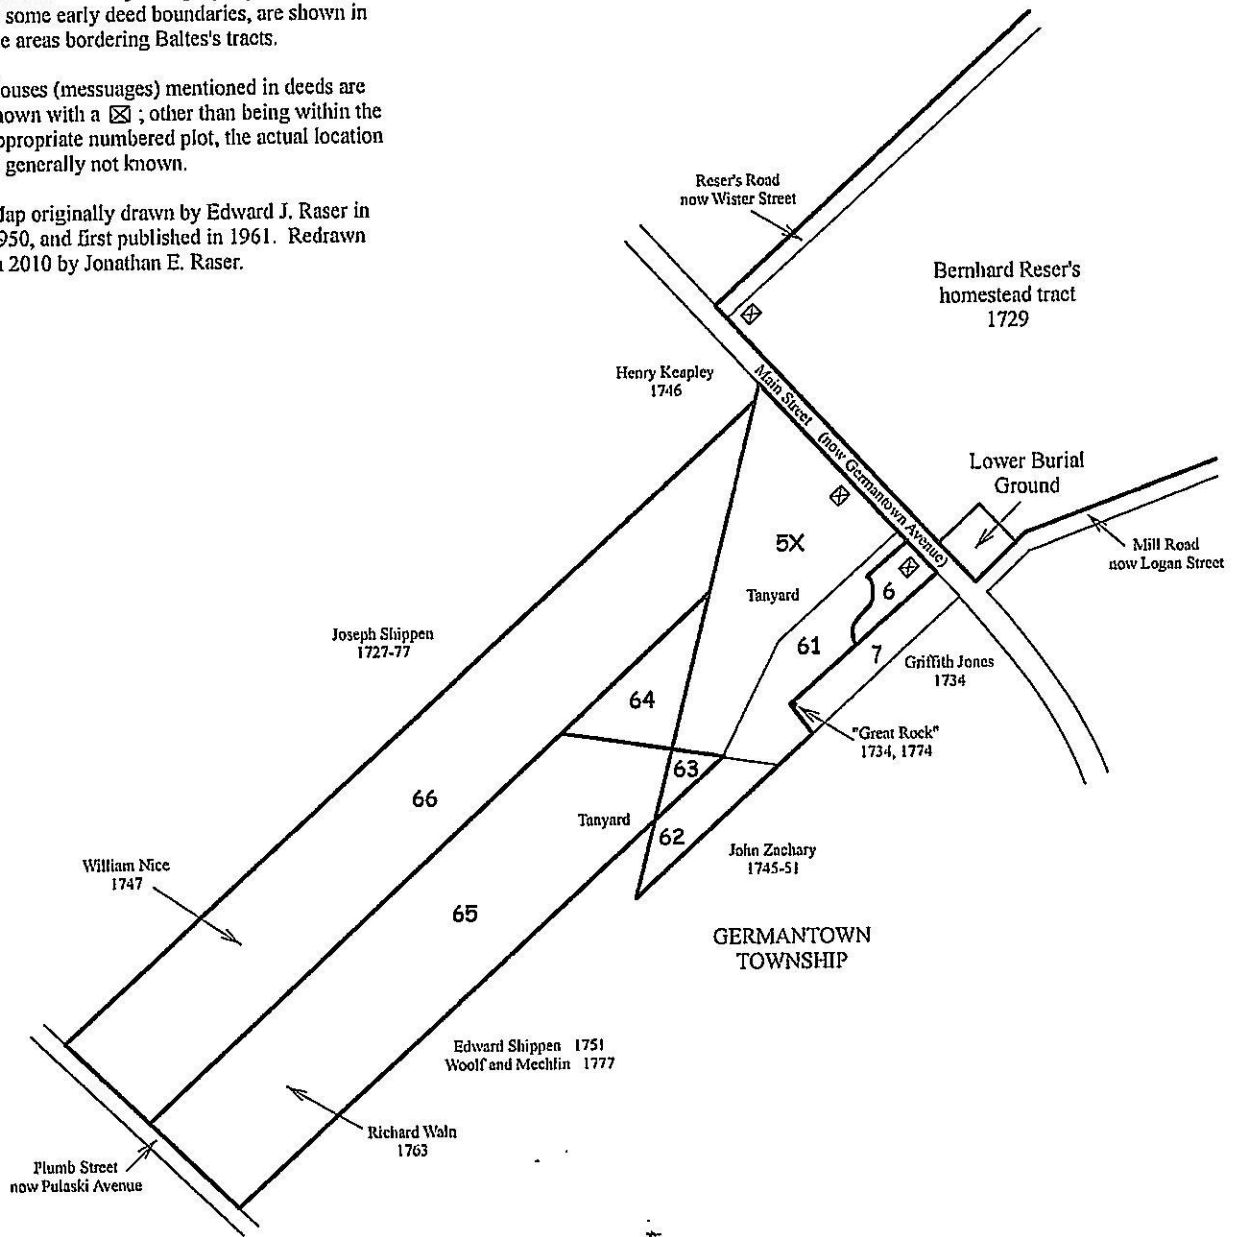 some early deed boundaries, are shown in
e areas bordering Baltes's tracts.
ouses (messuages) mentioned in deeds are
own with a ☒ ; other than being within the
ppropriate numbered plot, the actual location
generally not known.
Map originally drawn by Edward J. Raser in
950, and first published in 1961. Redrawn
2010 by Jonathan E. Raser.
Reser's Road
now Wister Street
Bernhard Reser's
homestead tract
1729
Henry Keapley
1746
Main Street (now Germantown Avenue)
Lower Burial
Ground
Mill Road
now Logan Street
5X
Tanyard
6
61
7
Griffith Jones
1734
Joseph Shippen
1727-77
64
"Great Rock"
1734, 1774
63
66
Tanyard
62
John Zachary
1745-51
William Nice
1747
65
GERMANTOWN
TOWNSHIP
Edward Shippen 1751
Woolf and Mechlin 1777
Richard Waln
1763
Plumb Street
now Pulaski Avenue